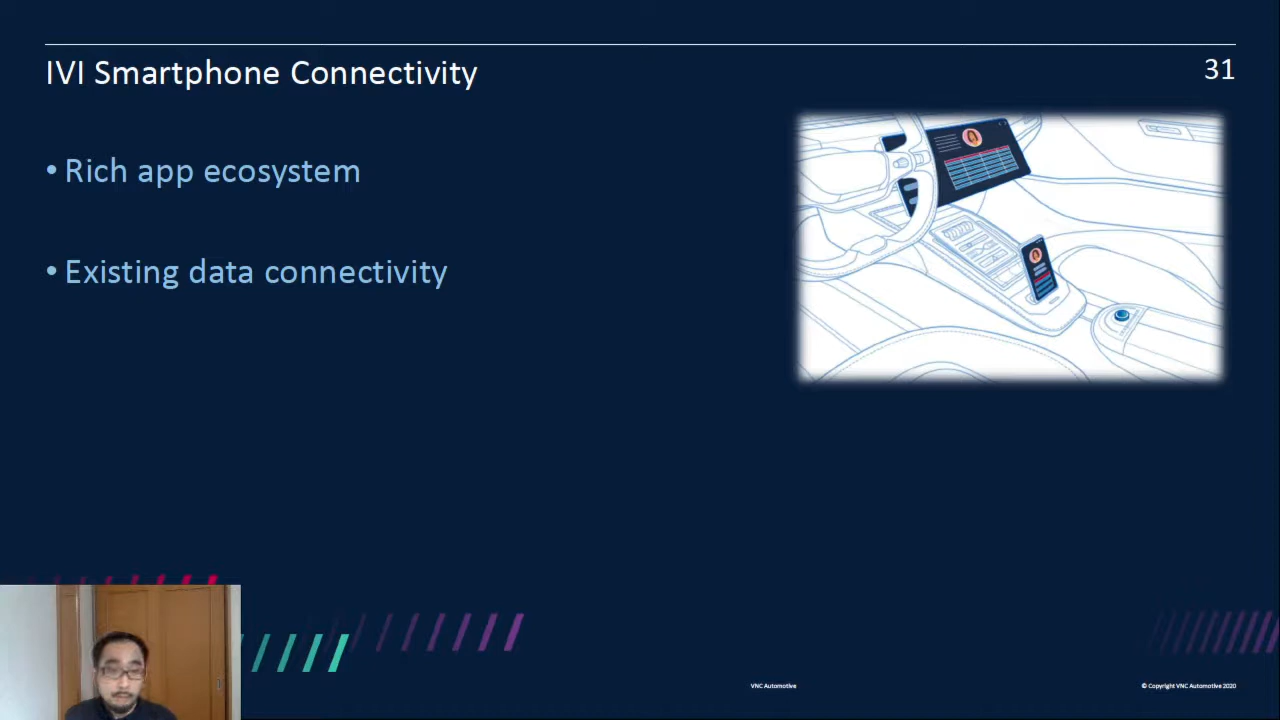 IVI Smartphone Connectivity
31
• Rich app ecosystem
• Existing data connectivity
VNC Automotive
© Copyright VNC Automotive 2020